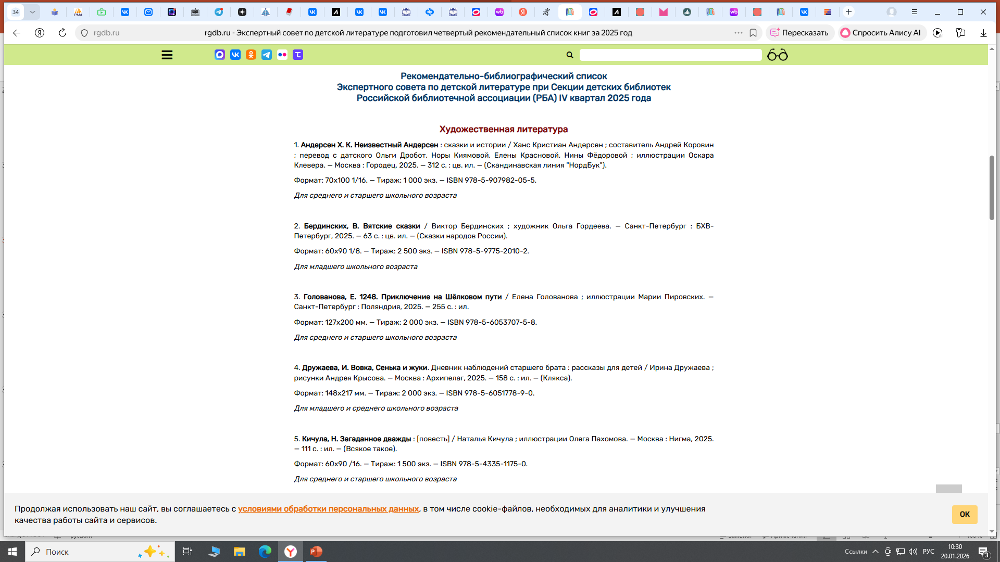 34
rgdb.ru
rgdb.ru - Экспертный совет по детской литературе подготовил четвертый рекомендательный список книг за 2025 год
Пересказать
Спросить Алису AI
Рекомендательно-библиографический список
Экспертного совета по детской литературе при Секции детских библиотек
Российской библиотечной ассоциации (РБА) IV квартал 2025 года
Художественная литература
1. Андерсен Х. К. Неизвестный Андерсен : сказки и истории / Ханс Кристиан Андерсен ; составитель Андрей Коровин
; перевод с датского Ольги Дробот, Норы Киямовой, Елены Красновой, Нины Фёдоровой ; иллюстрации Оскара
Клевера. — Москва : Городец, 2025. — 312 с. : цв. ил. — (Скандинавская линия "НордБук").
Формат: 70х100 1/16. — Тираж: 1 000 экз. — ISBN 978-5-907982-05-5.
Для среднего и старшего школьного возраста
2. Бердинских, В. Вятские сказки / Виктор Бердинских ; художник Ольга Гордеева. — Санкт-Петербург : БХВ-
Петербург, 2025. — 63 с. : цв. ил. — (Сказки народов России).
Формат: 60х90 1/8. — Тираж: 2 500 экз. — ISBN 978-5-9775-2010-2.
Для младшего школьного возраста
3. Голованова, Е. 1248. Приключение на Шёлковом пути / Елена Голованова ; иллюстрации Марии Пировских. —
Санкт-Петербург : Поляндрия, 2025. — 255 с. : ил.
Формат: 127х200 мм. — Тираж: 2 000 экз. — ISBN 978-5-6053707-5-8.
Для среднего и старшего школьного возраста
4. Дружаева, И. Вовка, Сенька и жуки. Дневник наблюдений старшего брата : рассказы для детей / Ирина Дружаева ;
рисунки Андрея Крысова. — Москва : Архипелаг, 2025. — 158 с. : ил. — (Клякса).
Формат: 148х217 мм. — Тираж: 2 000 экз. — ISBN 978-5-6051778-9-0.
Для младшего и среднего школьного возраста
5. Кичула, Н. Загаданное дважды : [повесть] / Наталья Кичула ; иллюстрации Олега Пахомова. — Москва : Нигма, 2025.
— 111 с. : ил. — (Всякое такое).
Формат: 60х90 /16. — Тираж: 1 500 экз. — ISBN 978-5-4335-1175-0.
Для среднего и старшего школьного возраста
Продолжая использовать наш сайт, вы соглашаетесь с условиями обработки персональных данных, в том числе cookie-файлов, необходимых для аналитики и улучшения
качества работы сайта и сервисов.
ОК
Поиск
Ссылки
РУС
10:30
20.01.2026
3